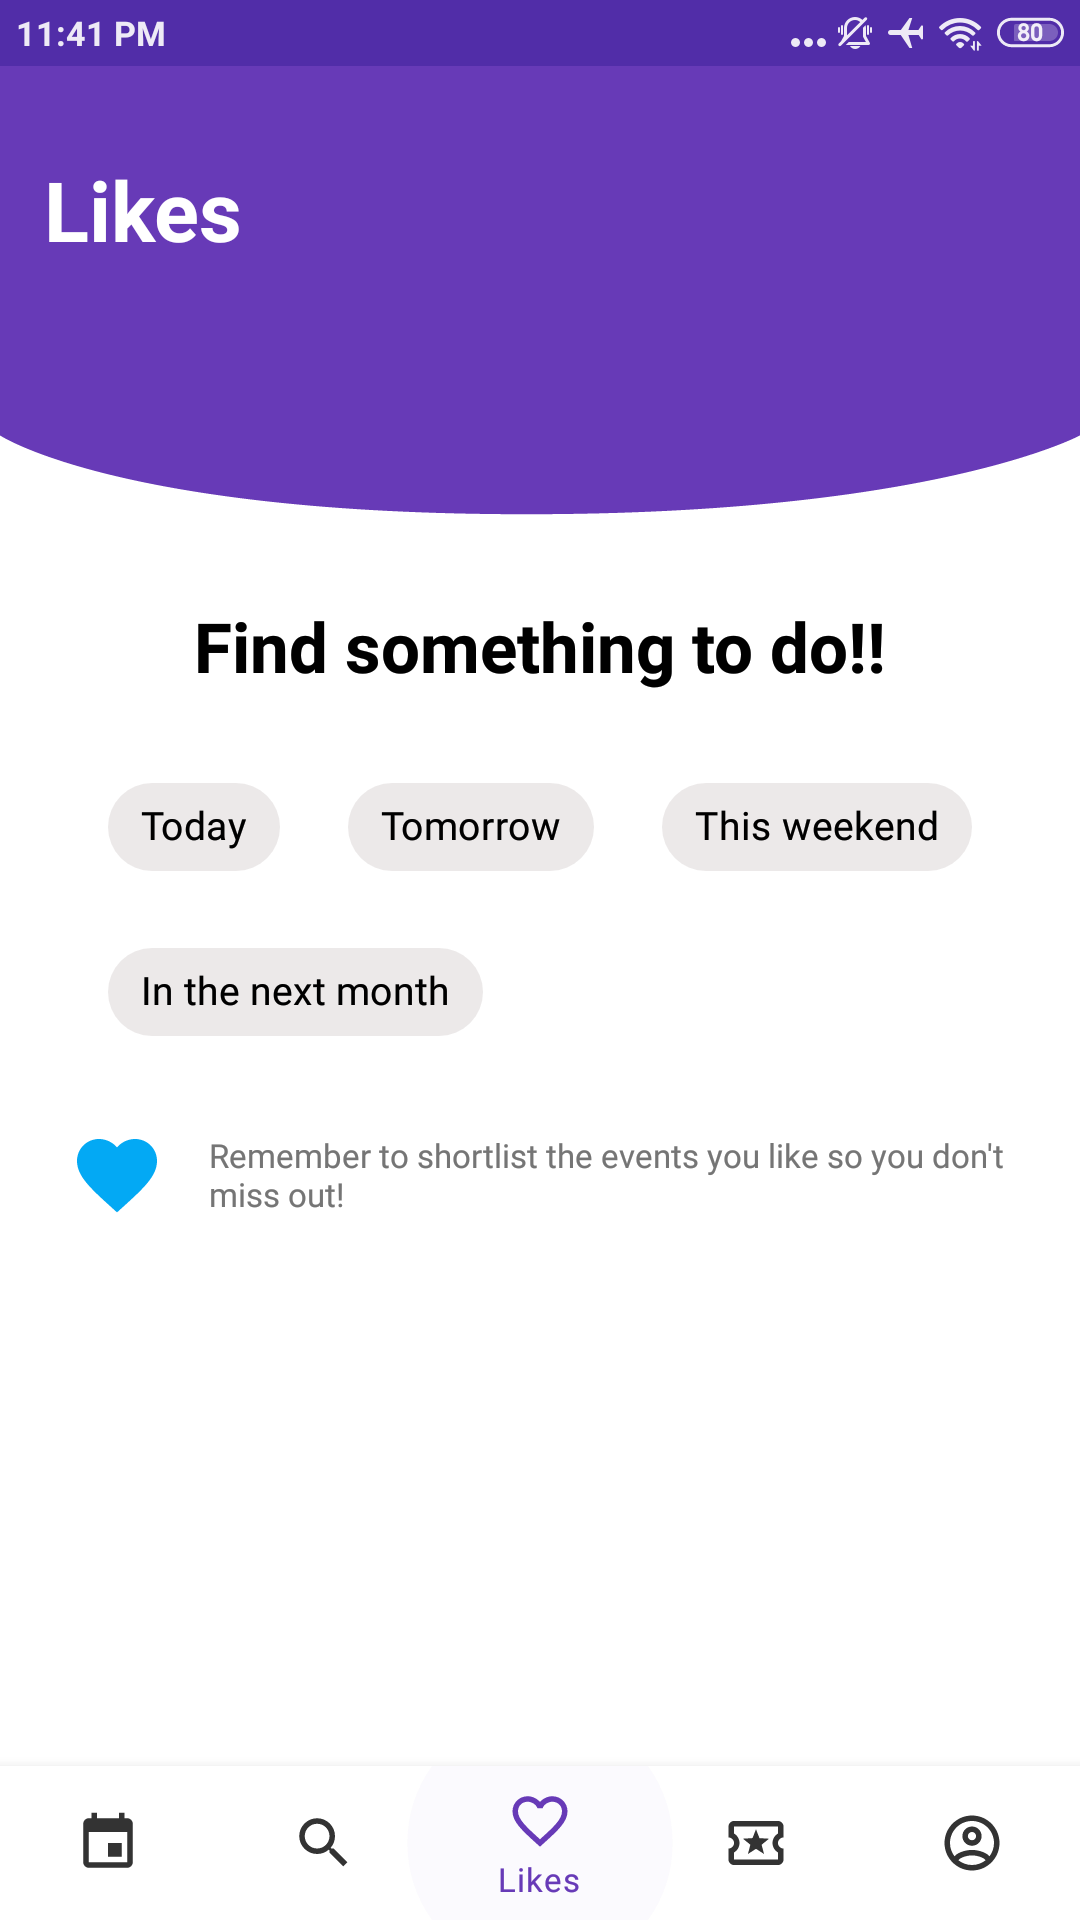 11:41 PM 80
Likes
Find something to do!!
Today Tomorrow This weekend
In the next month
Remember to shortlist the events you like so you don't
miss out!
Likes